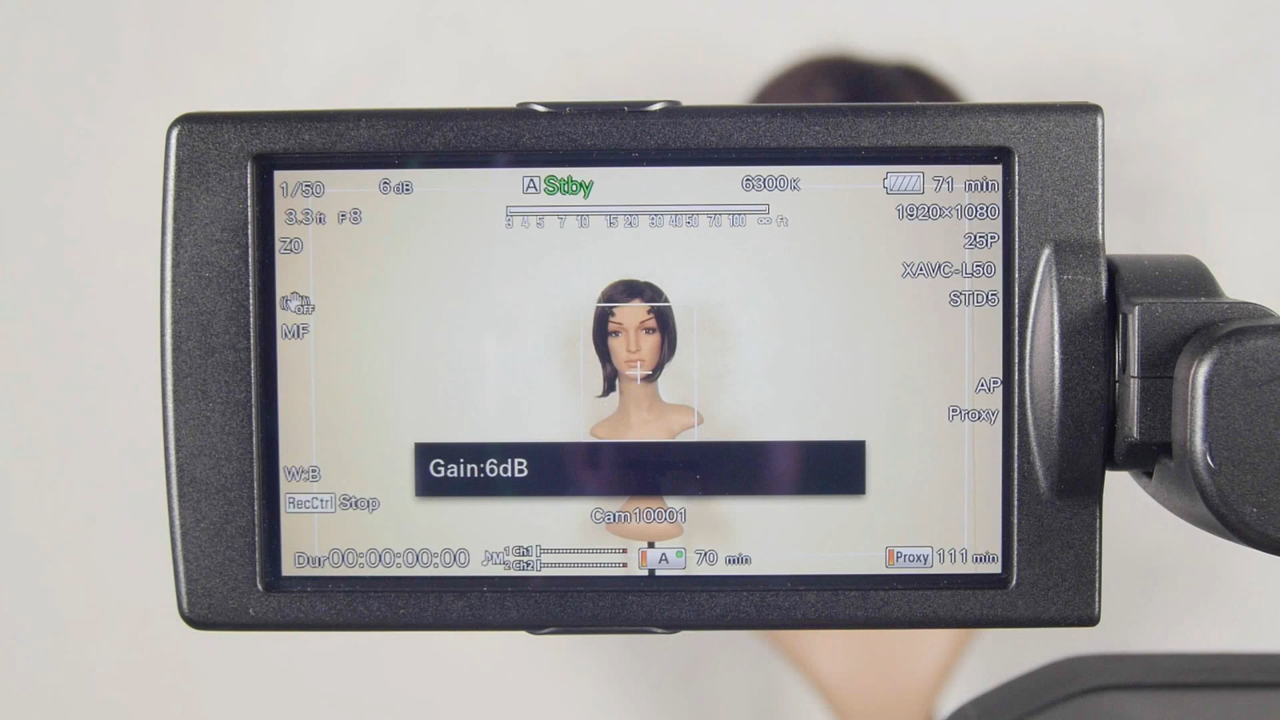 1/50 6dB A Stby 6300K 71 min
3.3ft F8 1920×1080
3 4 5 7 10 15 20 30 40 50 70 100 ∞ ft
Z0 25P
XAVC-L50
OFF STD5
MF
AP
Proxy
Gain:6dB
W:B
RecCtrl Stop
Cam10001
Dur00:00:00:00 ♪M 1 Ch1 A 70 min Proxy 111 min
2 Ch2